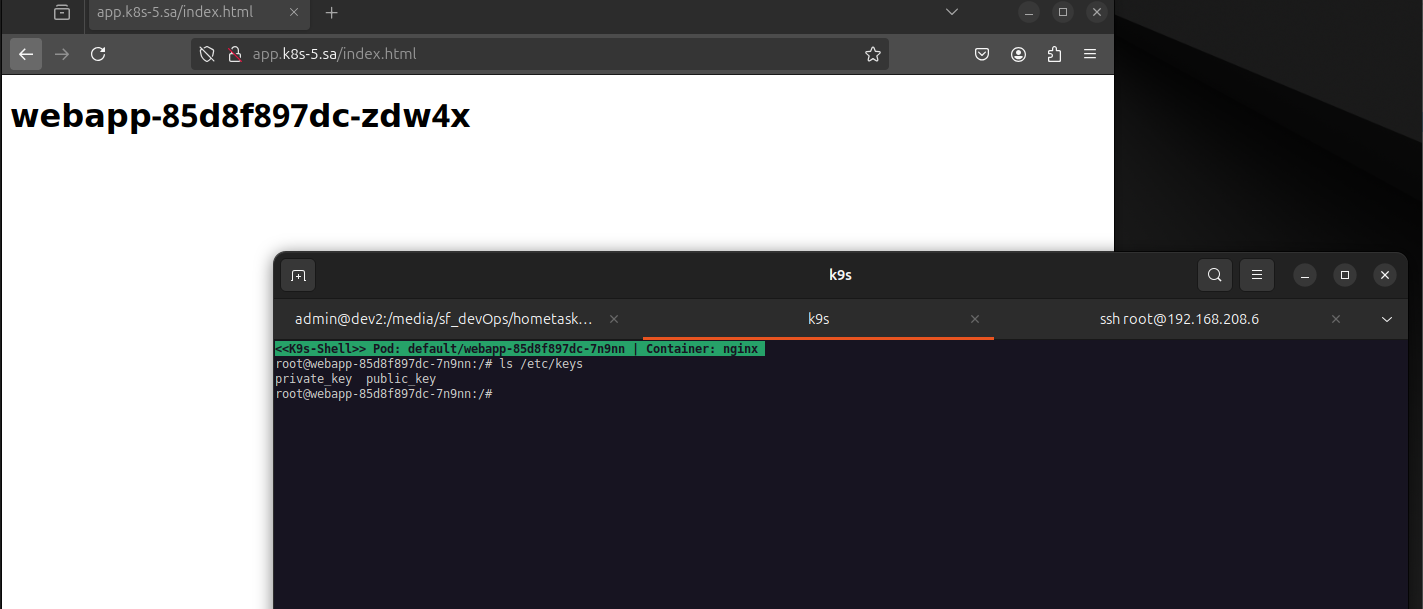 app.k8s-5.sa/index.html
app.k8s-5.sa/index.html
webapp-85d8f897dc-zdw4x
k9s
admin@dev2:/media/sf_devOps/hometask…
k9s
ssh root@192.168.208.6
<<K9s-Shell>> Pod: default/webapp-85d8f897dc-7n9nn | Container: nginx
root@webapp-85d8f897dc-7n9nn:/# ls /etc/keys
private_key  public_key
root@webapp-85d8f897dc-7n9nn:/#